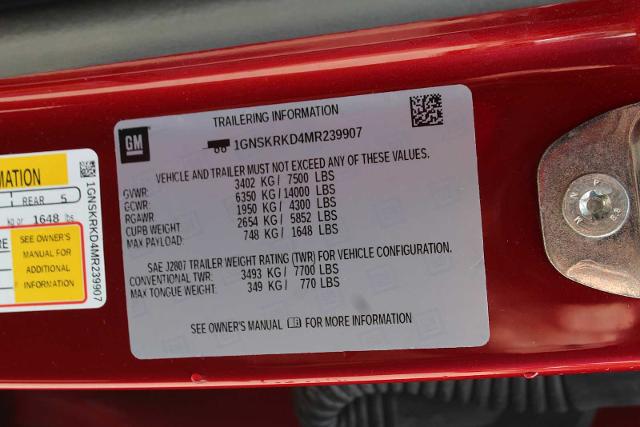 TRAILERING INFORMATION
GM
1GNSKRKD4MR239907
VEHICLE AND TRAILER MUST NOT EXCEED ANY OF THESE VALUES.
GVWR: 3402 KG/ 7500 LBS
GCWR: 6350 KG/ 14000 LBS
RGAWR: 1950 KG/ 4300 LBS
CURB WEIGHT 2654 KG/ 5852 LBS
MAX PAYLOAD: 748 KG/ 1648 LBS
SAE J2807 TRAILER WEIGHT RATING (TWR) FOR VEHICLE CONFIGURATION.
CONVENTIONAL TWR: 3493 KG/ 7700 LBS
MAX TONGUE WEIGHT: 349 KG/ 770 LBS
SEE OWNER'S MANUAL FOR MORE INFORMATION
MATION
REAR 5
kg or 1648 lbs
RE
SEE OWNER'S
MANUAL FOR
ADDITIONAL
INFORMATION
1GNSKRKD4MR239907